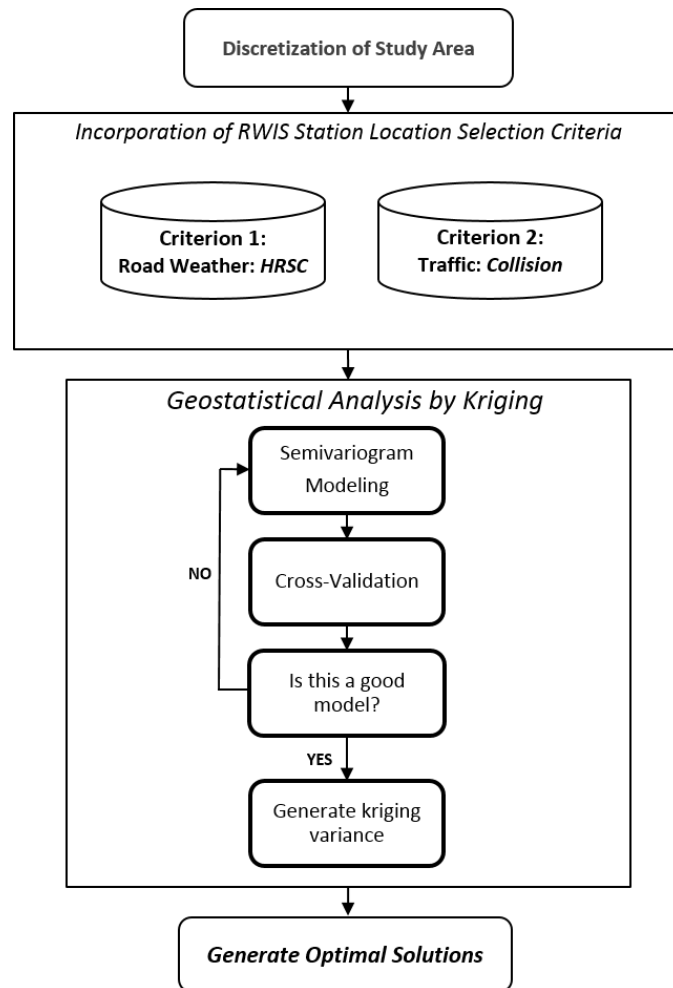 Discretization of Study Area
Incorporation of RWIS Station Location Selection Criteria
Criterion 1:
Road Weather: HRSC
Criterion 2:
Traffic: Collision
Geostatistical Analysis by Kriging
Semivariogram
Modeling
Cross-Validation
NO
Is this a good
model?
YES
Generate kriging
variance
Generate Optimal Solutions